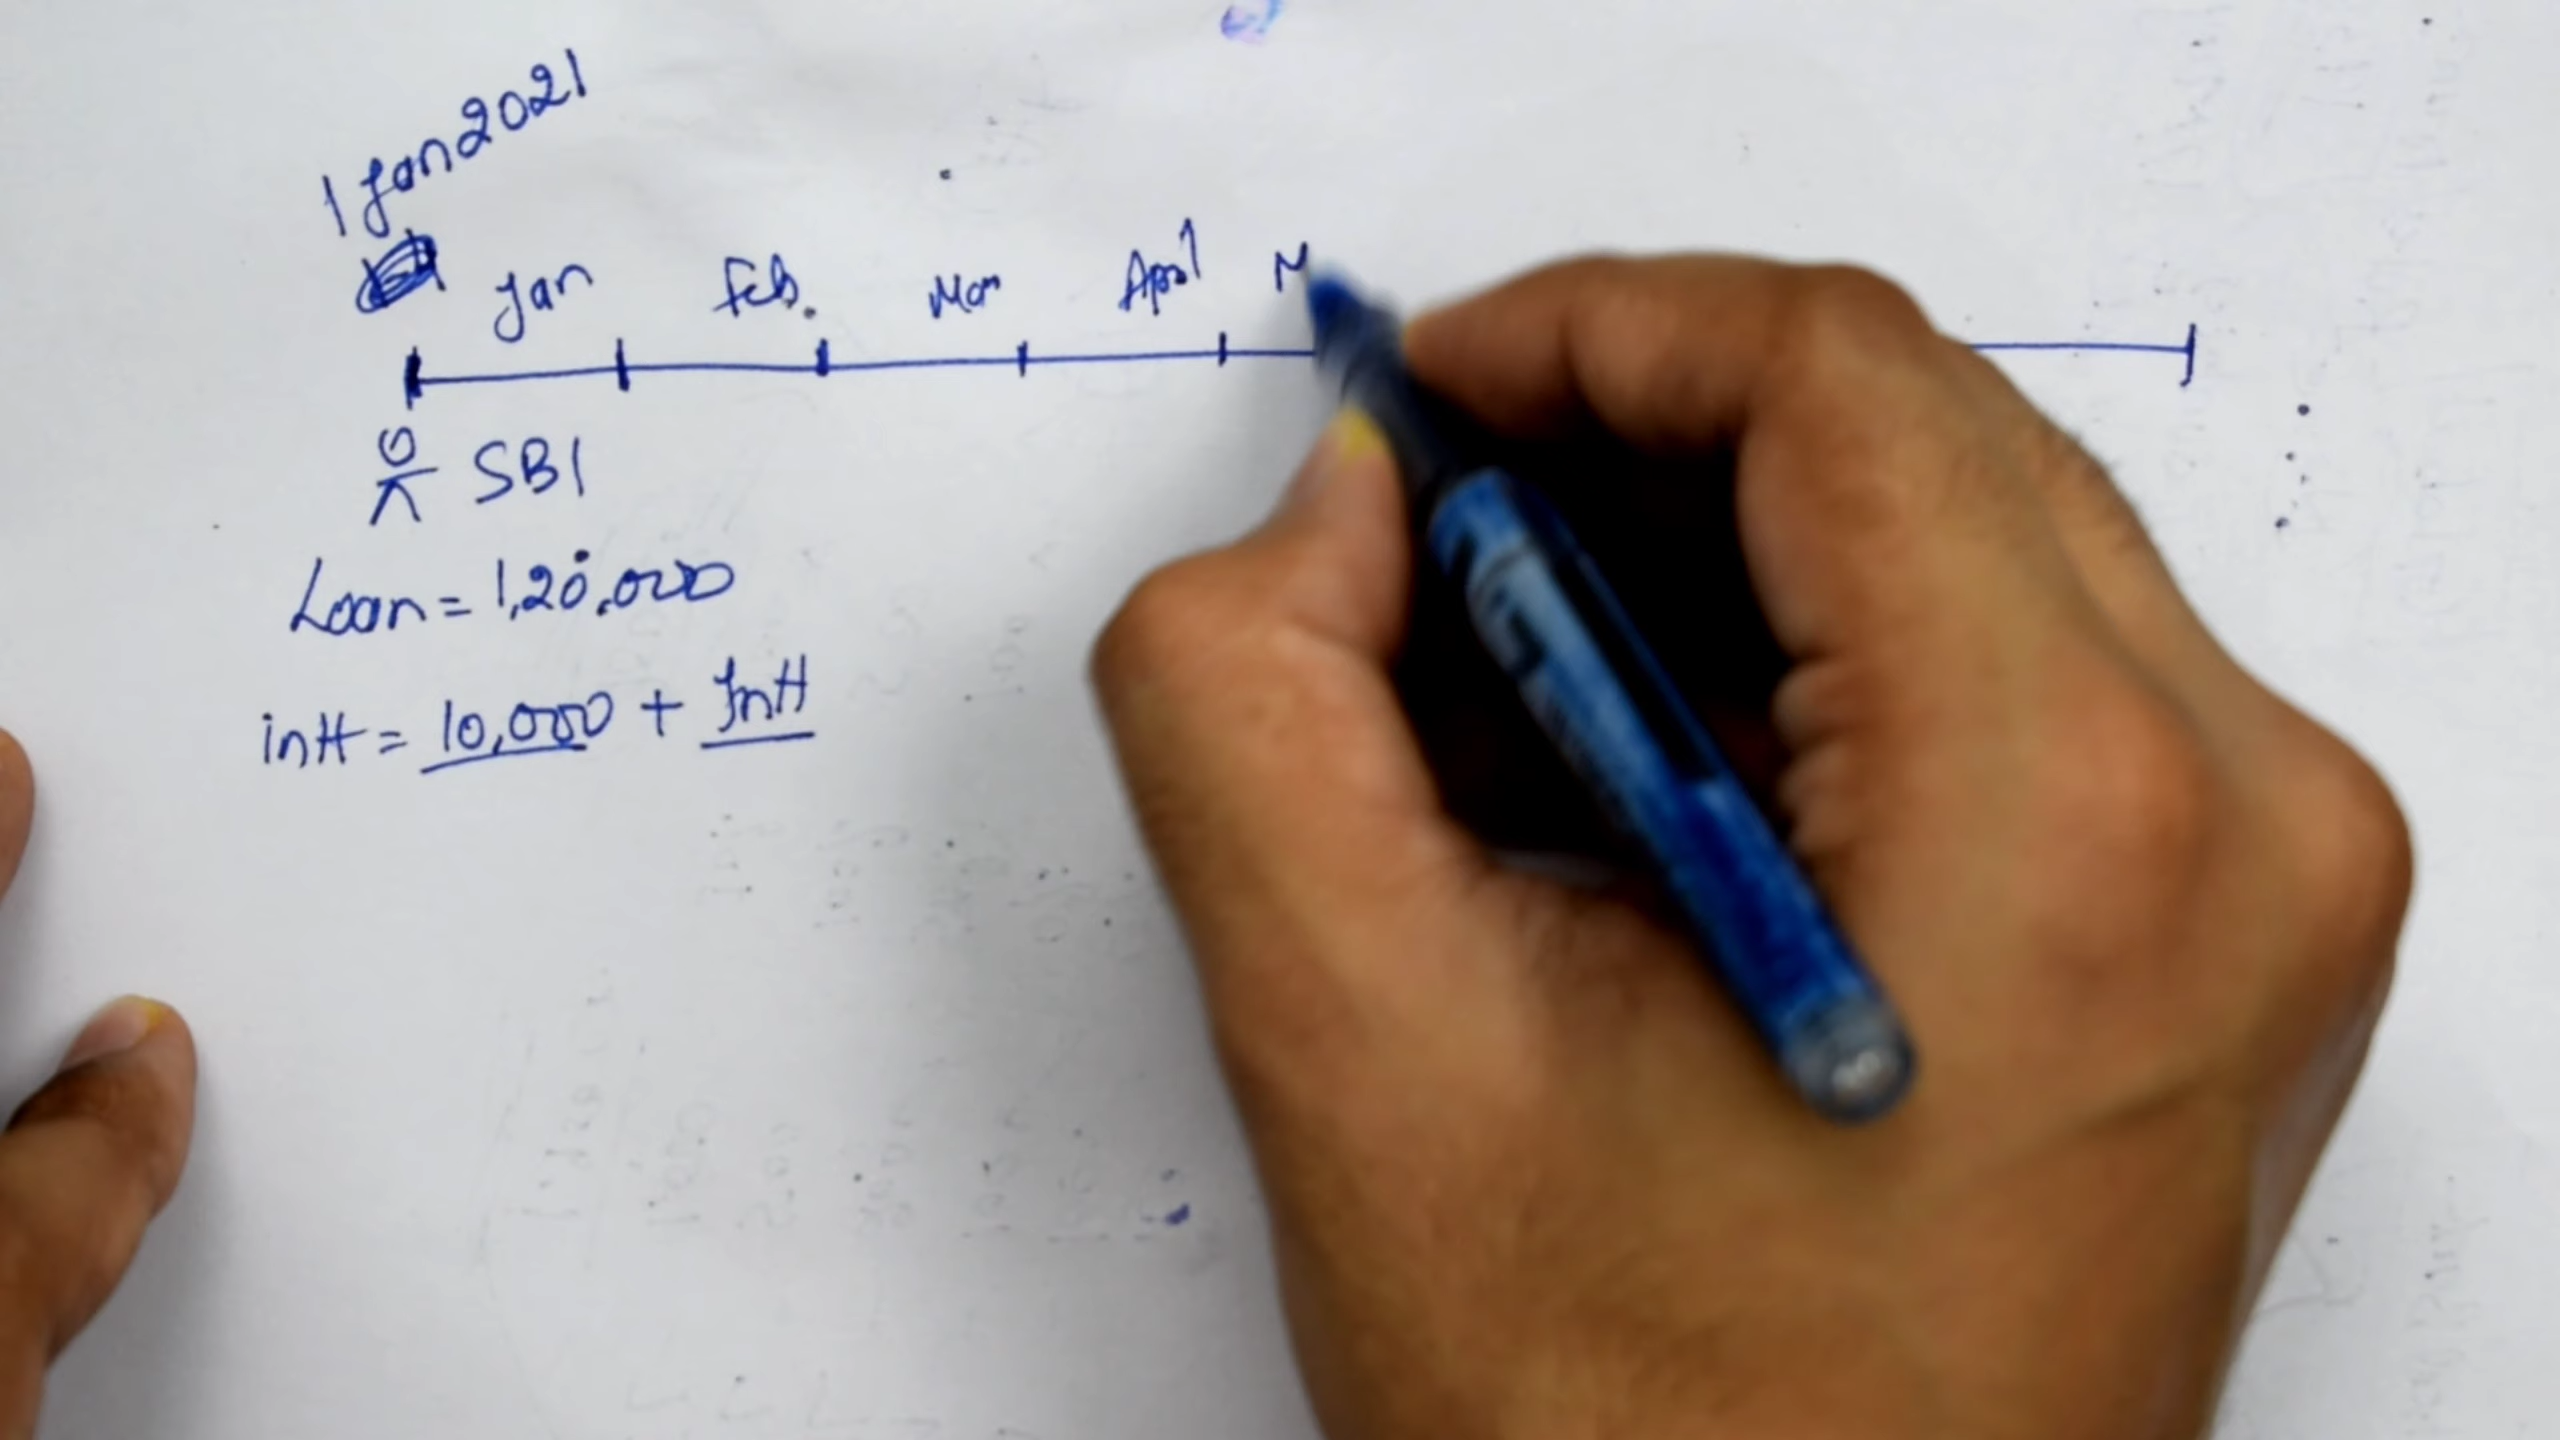 1 Jan 2021
Jan Feb. Mar April M
SBI
Loan = 1,20,000
intt = 10,000 + Intt